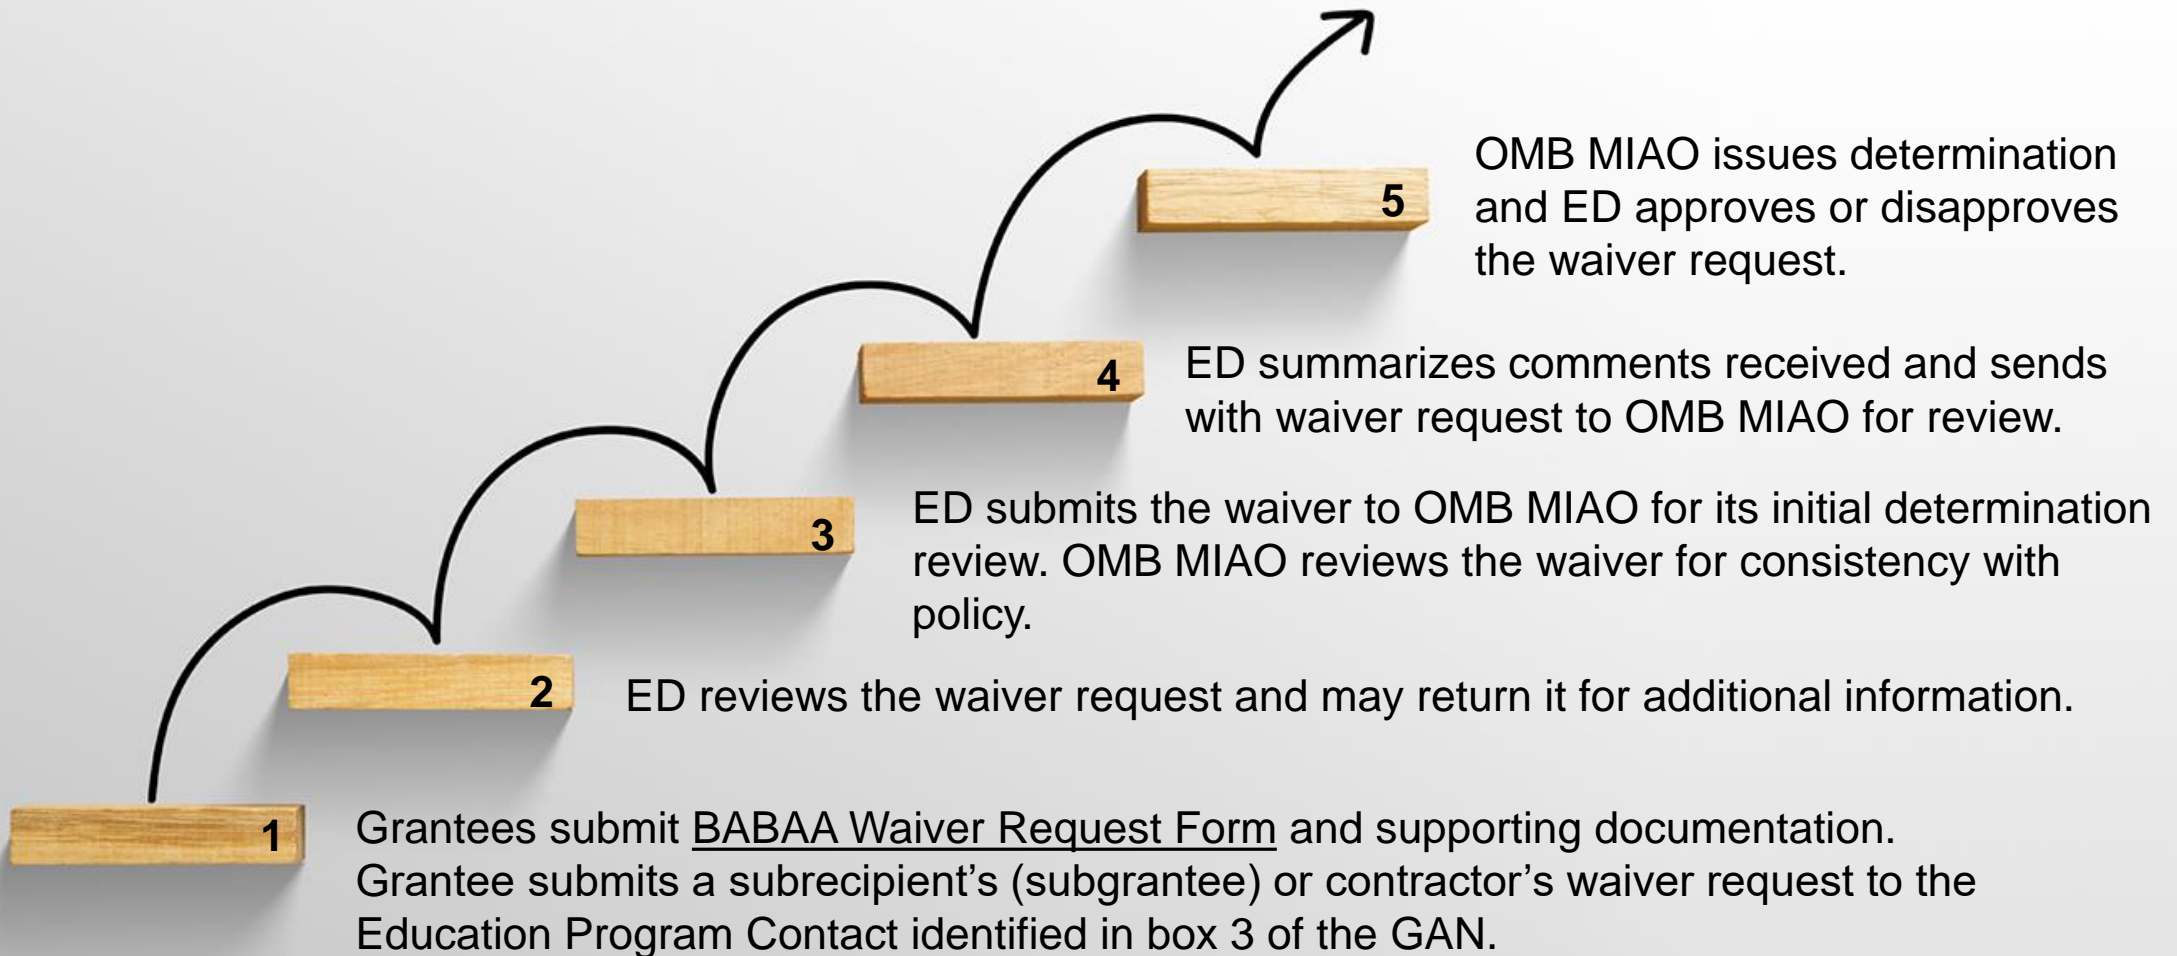 5
OMB MIAO issues determination
and ED approves or disapproves
the waiver request.
4
ED summarizes comments received and sends
with waiver request to OMB MIAO for review.
3
ED submits the waiver to OMB MIAO for its initial determination
review. OMB MIAO reviews the waiver for consistency with
policy.
2
ED reviews the waiver request and may return it for additional information.
1
Grantees submit BABAA Waiver Request Form and supporting documentation.
Grantee submits a subrecipient’s (subgrantee) or contractor’s waiver request to the
Education Program Contact identified in box 3 of the GAN.